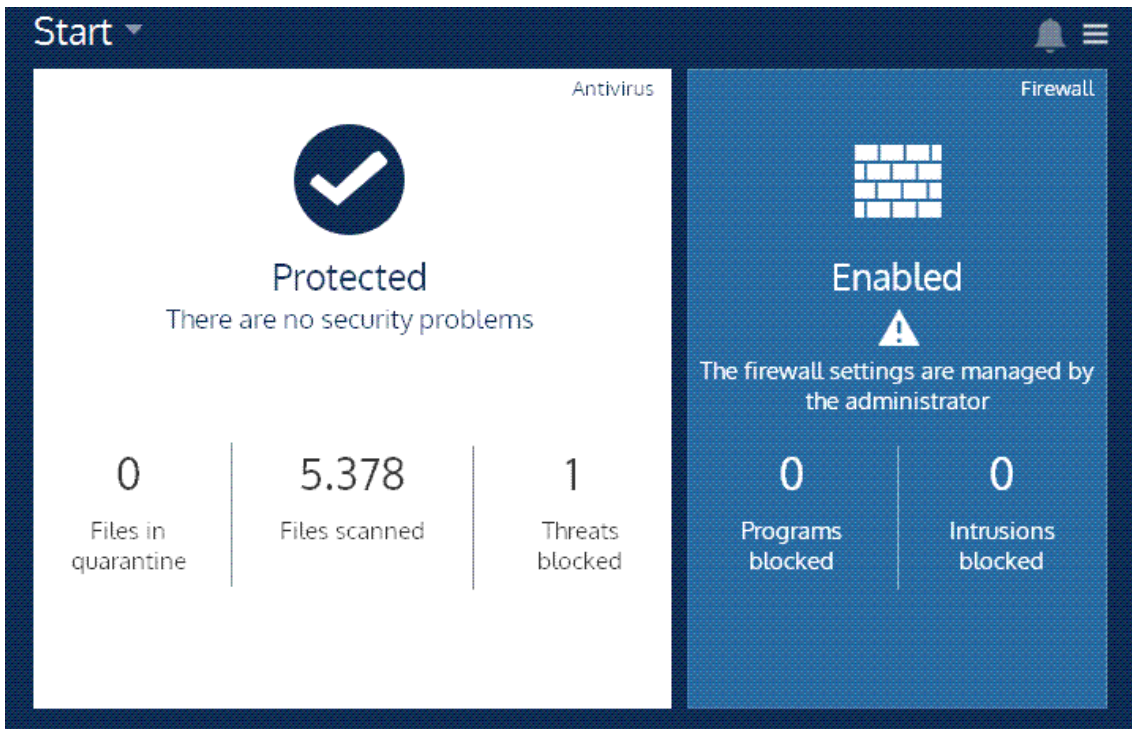 Start
Antivirus
Protected
There are no security problems
0
Files in
quarantine
5.378
Files scanned
1
Threats
blocked
Firewall
Enabled
The firewall settings are managed by
the administrator
0
Programs
blocked
0
Intrusions
blocked